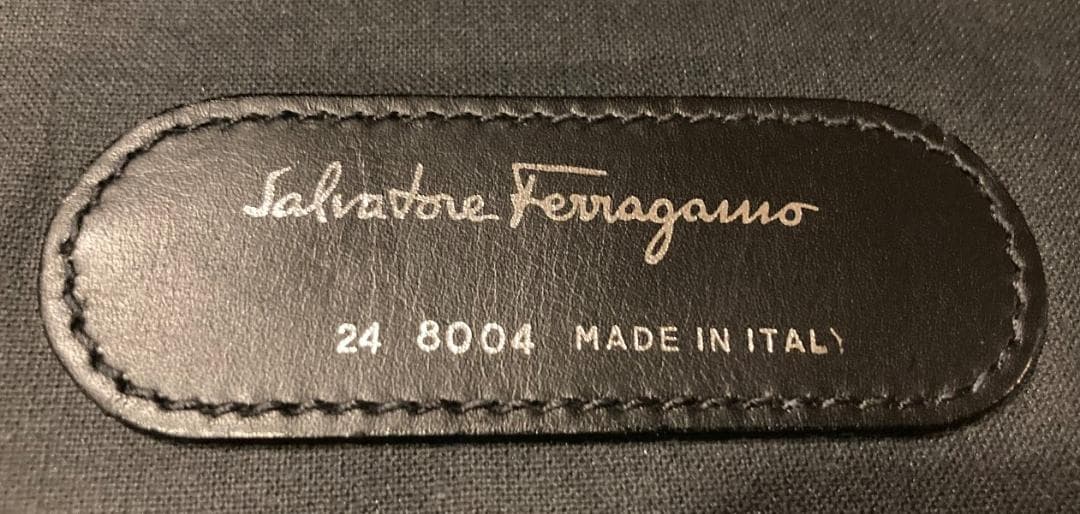 Salvatore Ferragamo
24 8004 MADE IN ITALY